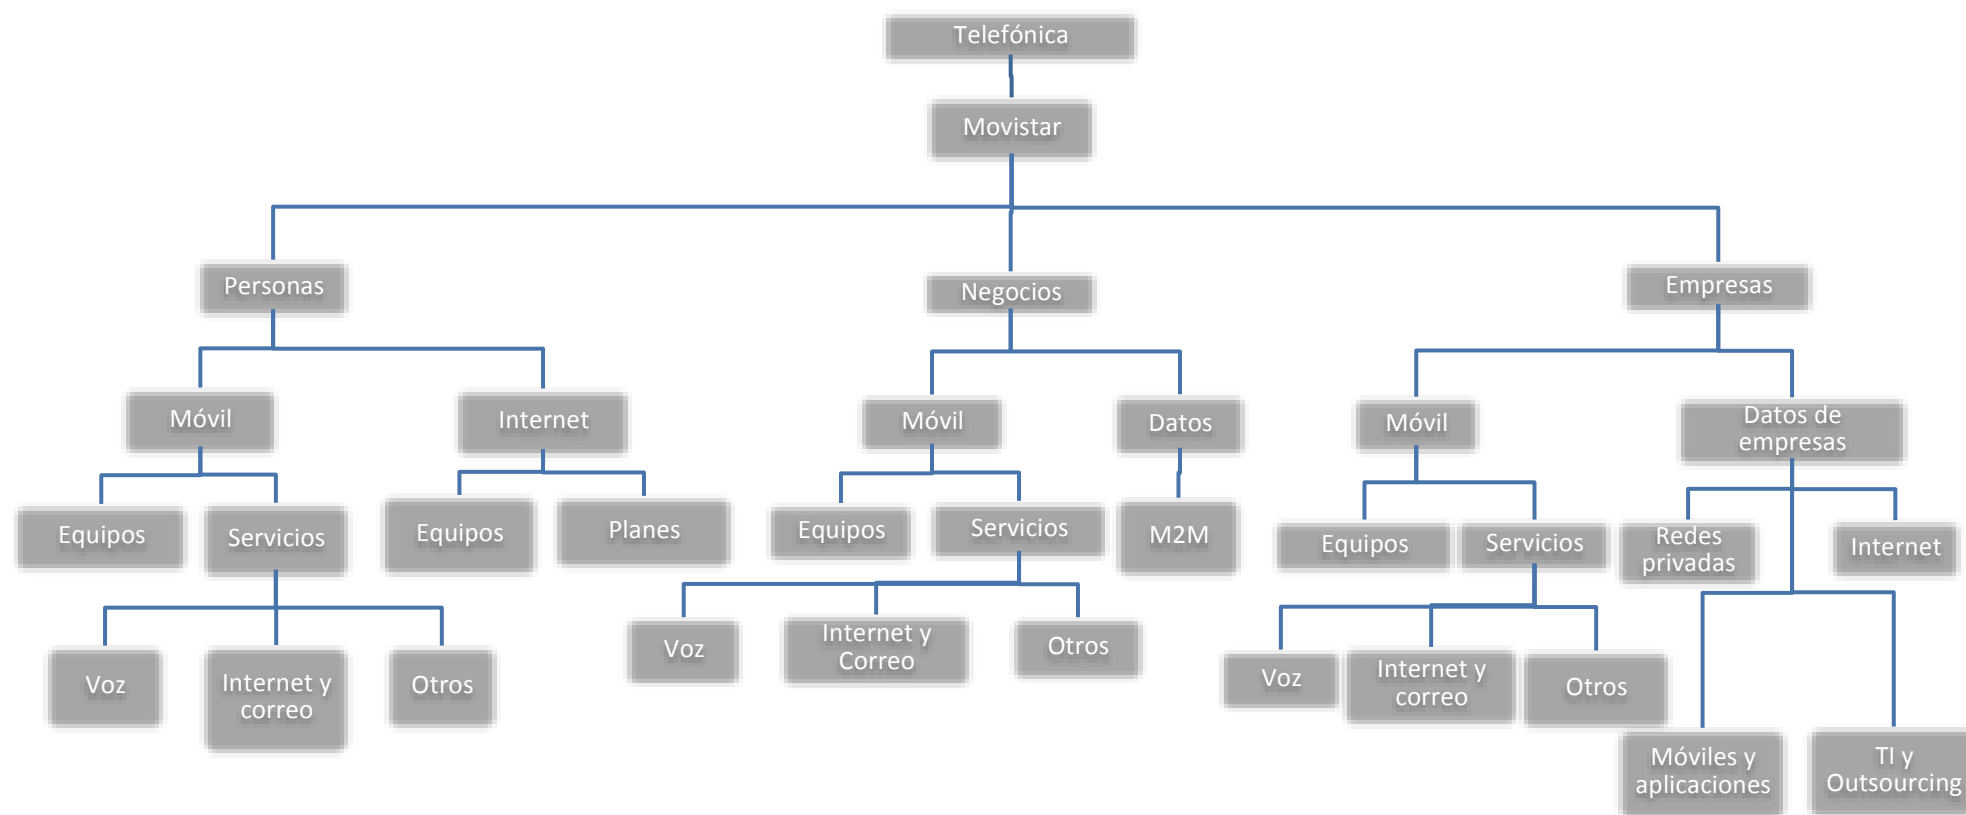 Telefónica
Movistar
Personas
Negocios
Empresas
Móvil
Internet
Móvil
Datos
Móvil
Datos de
empresas
Equipos
Servicios
Equipos
Planes
Equipos
Servicios
M2M
Equipos
Servicios
Redes
privadas
Internet
Voz
Internet y
correo
Otros
Voz
Internet y
Correo
Otros
Voz
Internet y
correo
Otros
Móviles y
aplicaciones
TI y
Outsourcing